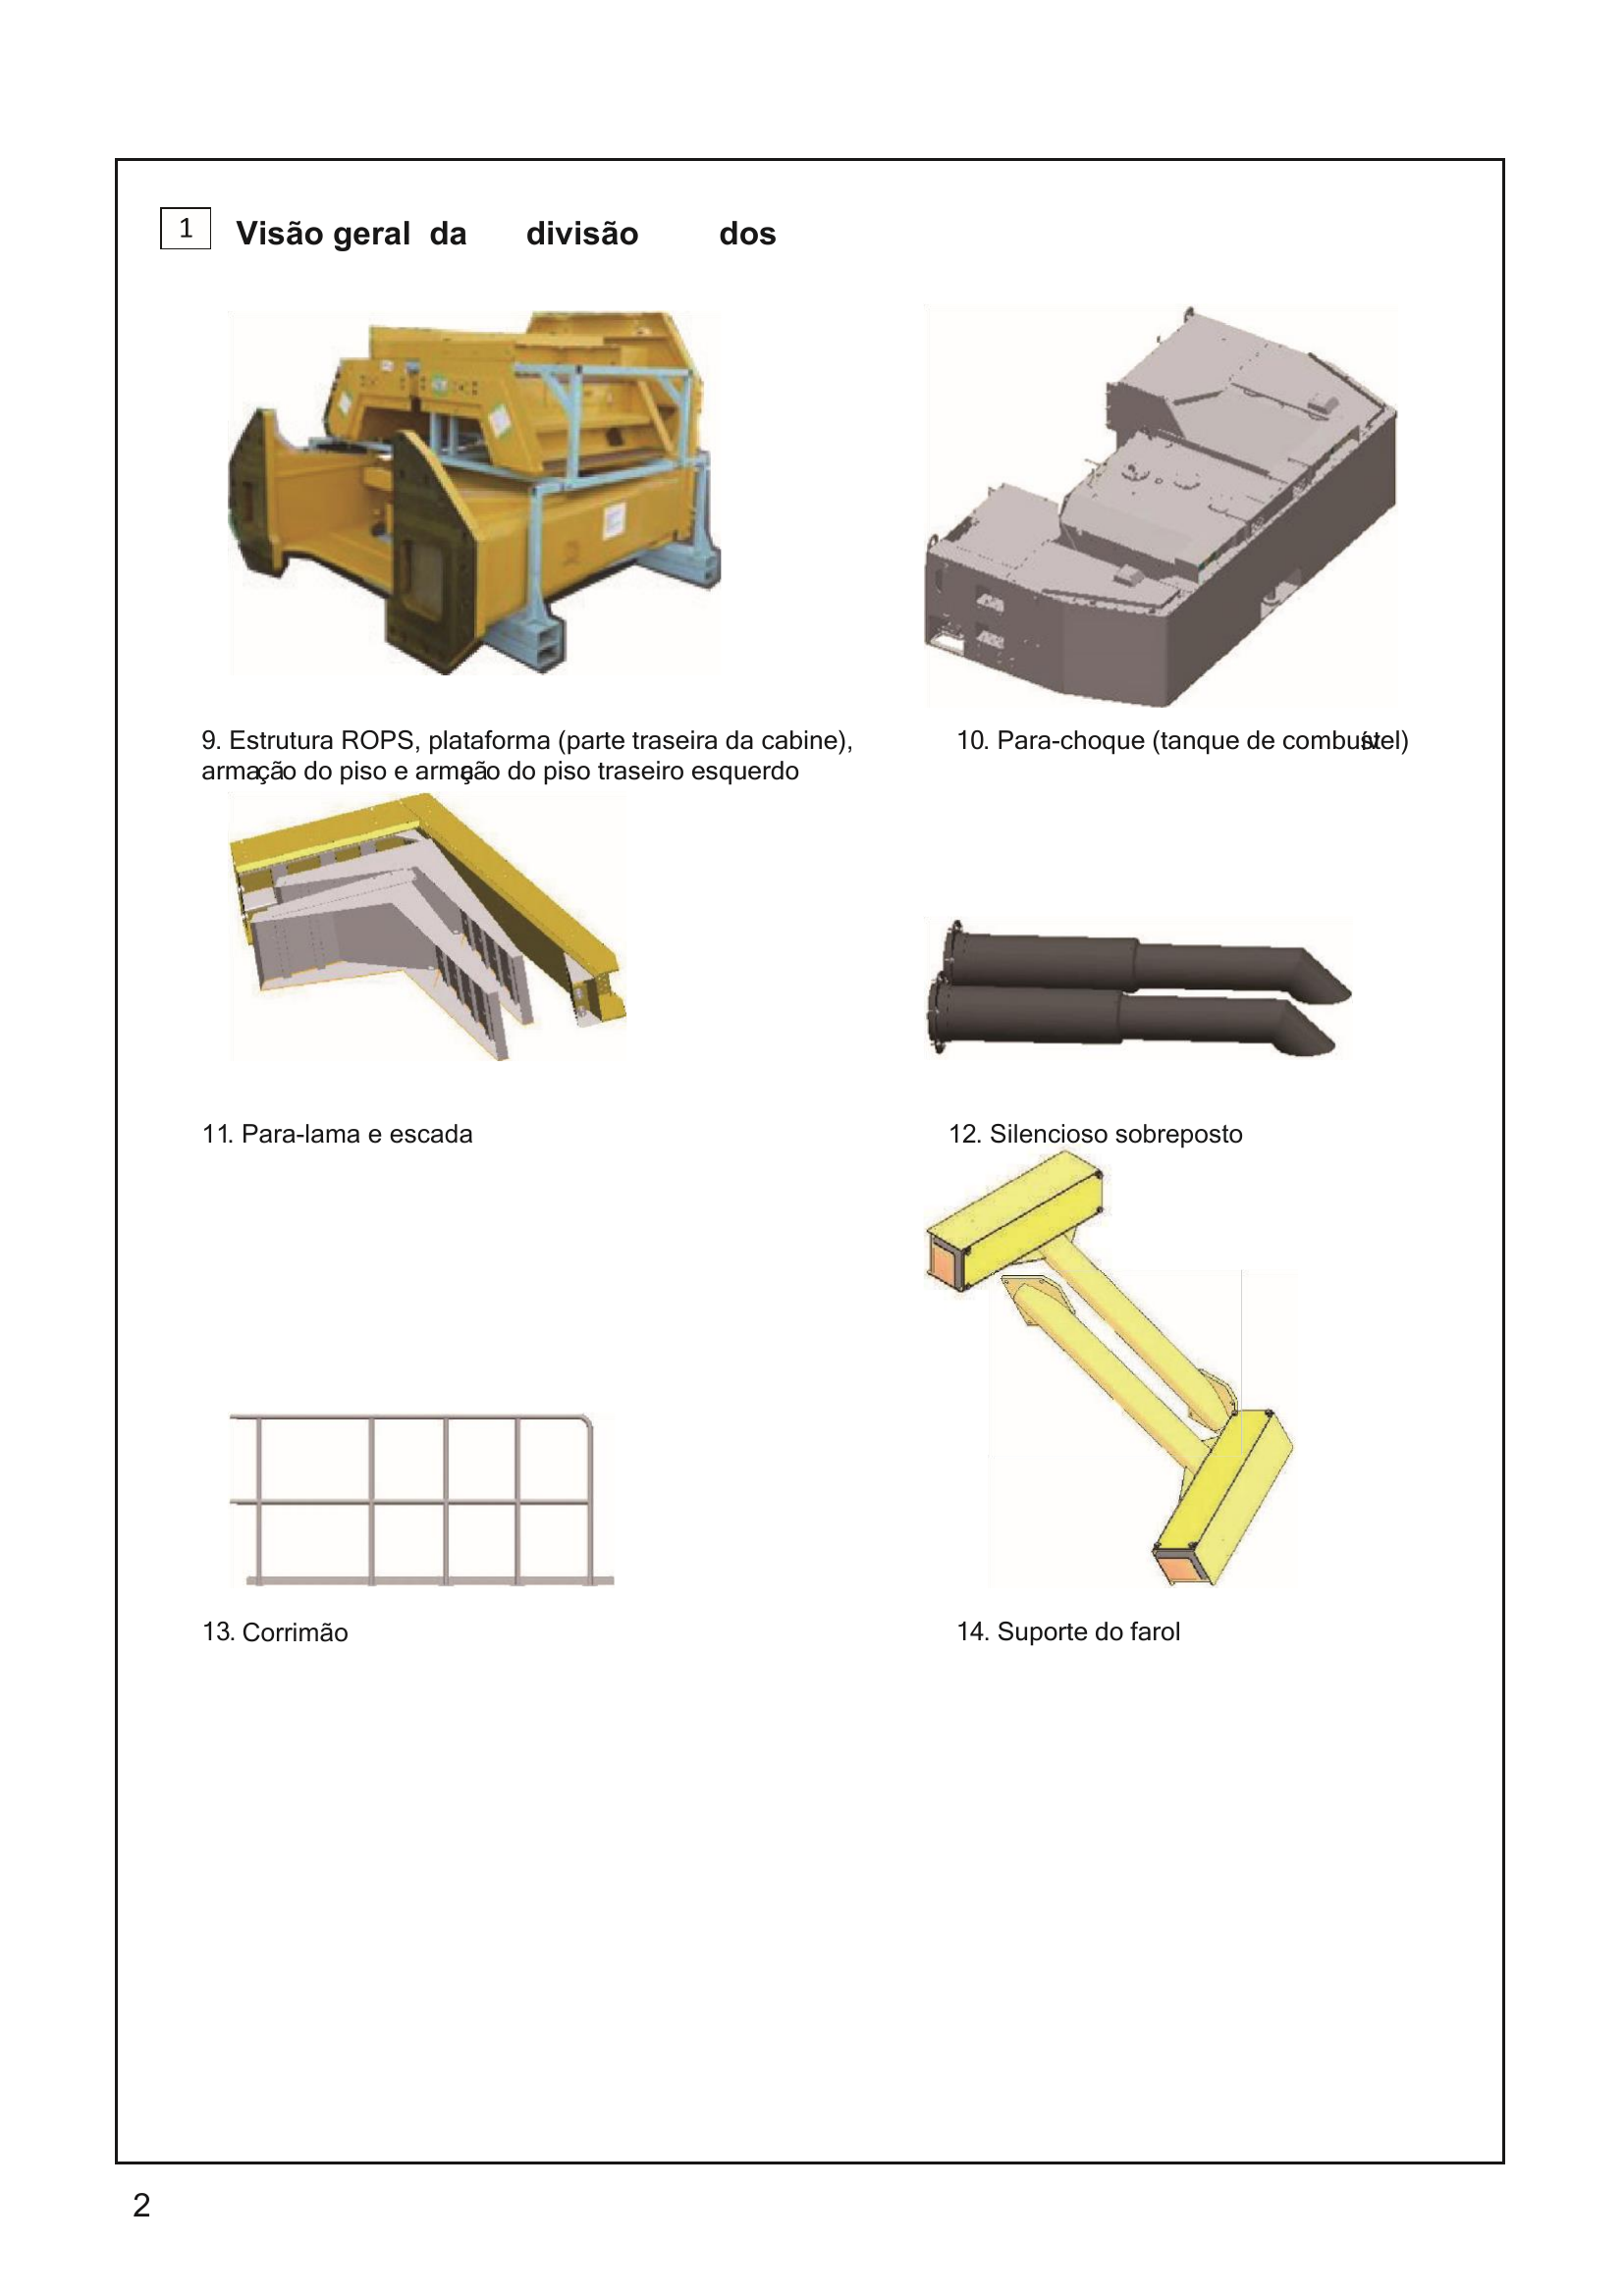 1 Visão geral da divisão dos
9. Estrutura ROPS, plataforma (parte traseira da cabine),
armação do piso e armação do piso traseiro esquerdo
10. Para-choque (tanque de combustível)
11. Para-lama e escada
12. Silencioso sobreposto
13. Corrimão
14. Suporte do farol
2